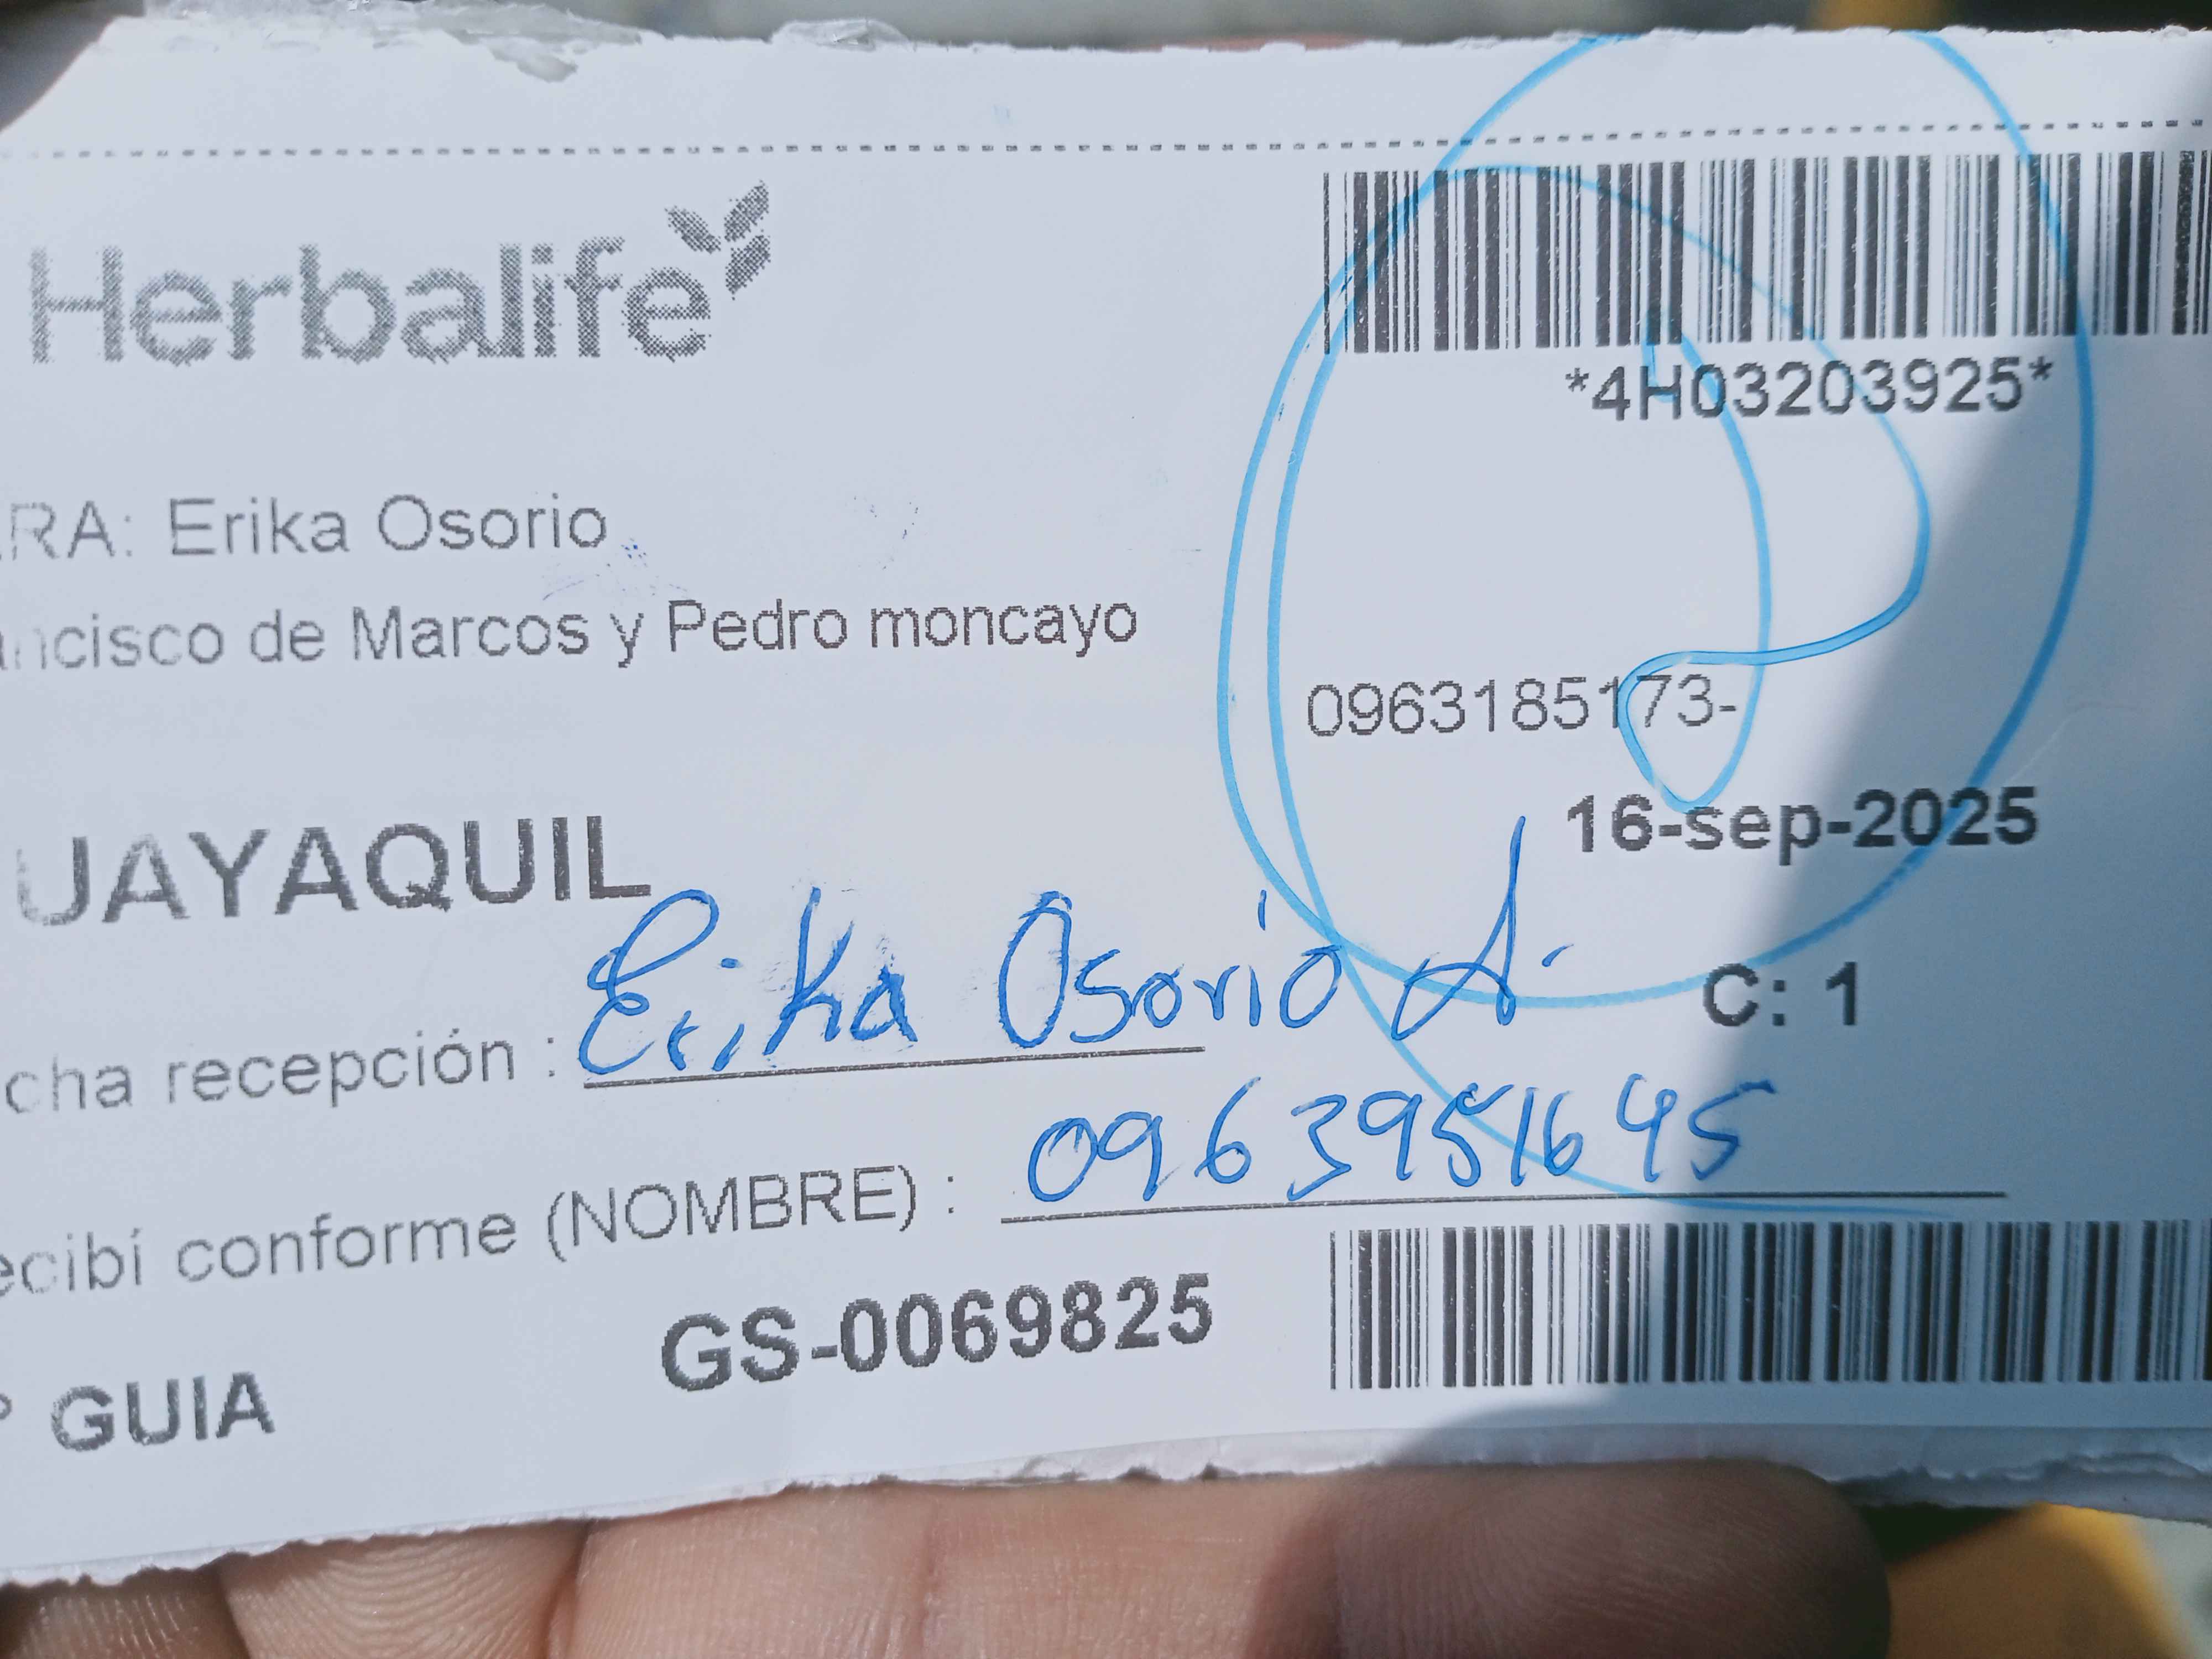 Herbalife
*4H03203925*
RA: Erika Osorio
ncisco de Marcos y Pedro moncayo
0963185173-
16-sep-2025
UAYAQUIL
C: 1
cha recepción : Erika Osorio A.
ecibí conforme (NOMBRE) : 0963951645
° GUIA GS-0069825